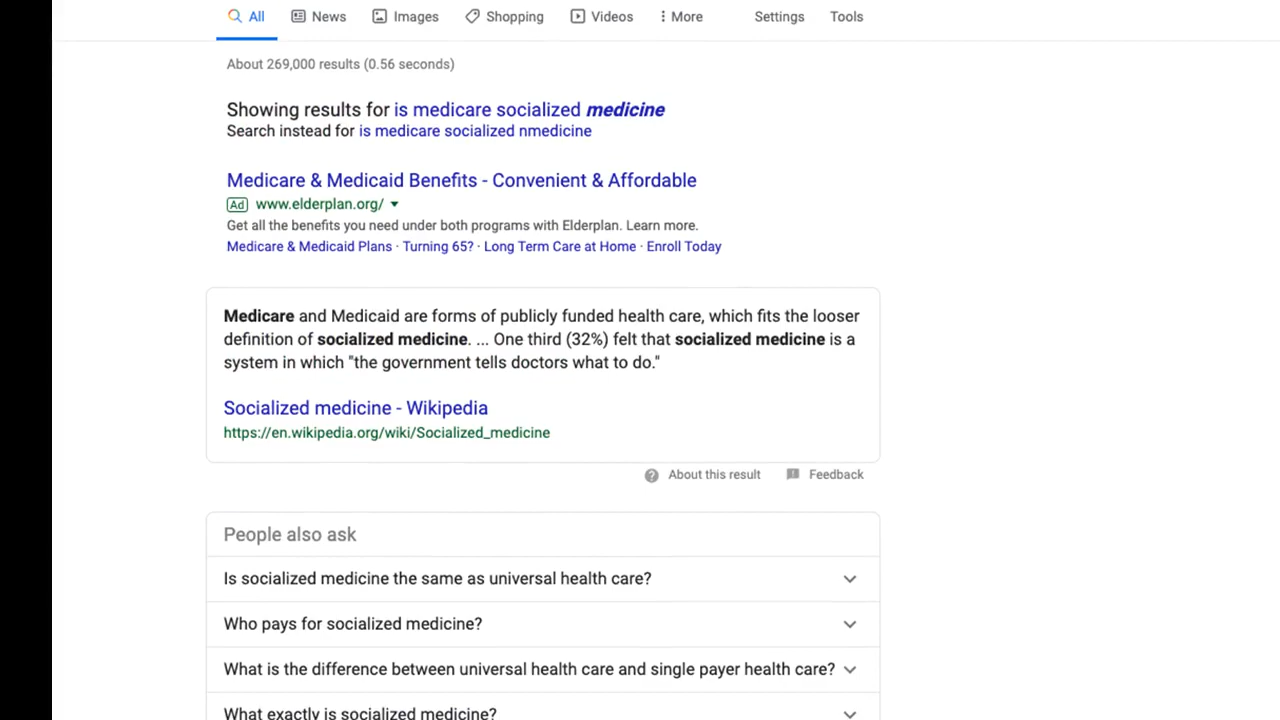 All News Images Shopping Videos More Settings Tools
About 269,000 results (0.56 seconds)
Showing results for is medicare socialized medicine
Search instead for is medicare socialized nmedicine
Medicare & Medicaid Benefits - Convenient & Affordable
Ad www.elderplan.org/
Get all the benefits you need under both programs with Elderplan. Learn more.
Medicare & Medicaid Plans · Turning 65? · Long Term Care at Home · Enroll Today
Medicare and Medicaid are forms of publicly funded health care, which fits the looser
definition of socialized medicine. ... One third (32%) felt that socialized medicine is a
system in which "the government tells doctors what to do."
Socialized medicine - Wikipedia
https://en.wikipedia.org/wiki/Socialized_medicine
About this result Feedback
People also ask
Is socialized medicine the same as universal health care?
Who pays for socialized medicine?
What is the difference between universal health care and single payer health care?
What exactly is socialized medicine?